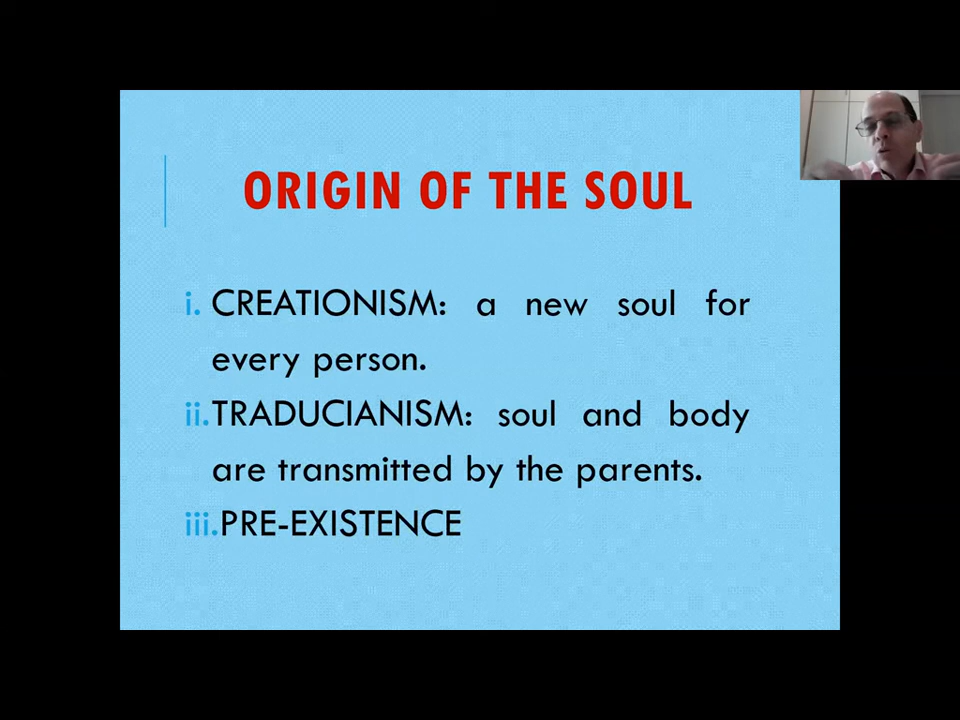 ORIGIN OF THE SOUL
i. CREATIONISM: a new soul for
every person.
ii. TRADUCIANISM: soul and body
are transmitted by the parents.
iii. PRE-EXISTENCE